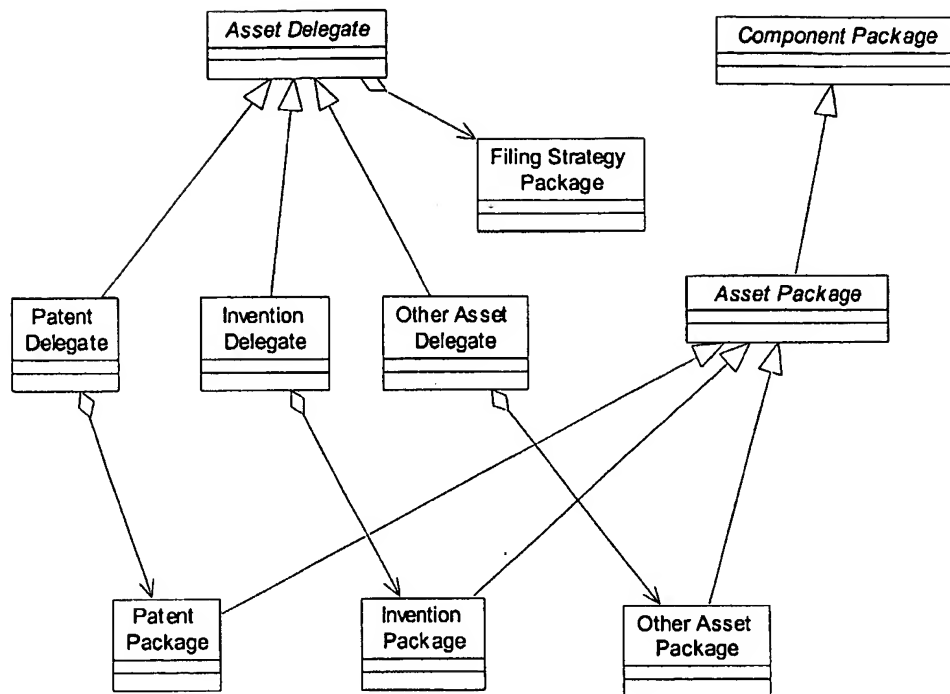 Asset Delegate
Component Package
Filing Strategy
Package
Asset Package
Patent
Delegate
Invention
Delegate
Other Asset
Delegate
Patent
Package
Invention
Package
Other Asset
Package